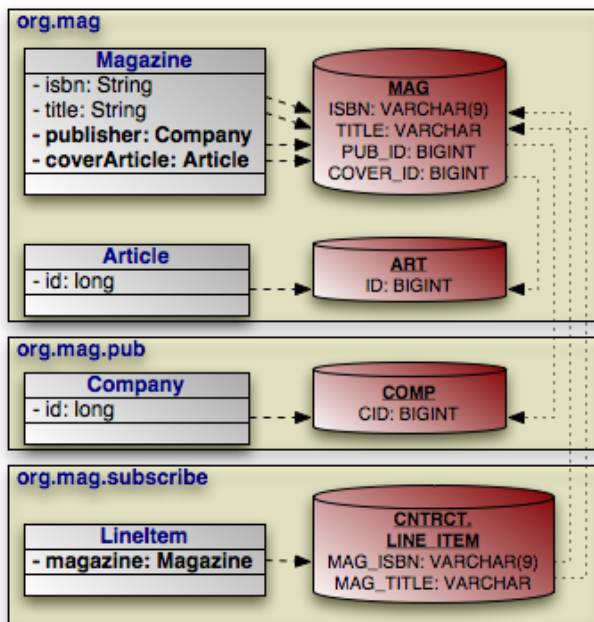 org.mag
Magazine
- isbn: String
- title: String
- publisher: Company
- coverArticle: Article
MAG
ISBN: VARCHAR(9)
TITLE: VARCHAR
PUB_ID: BIGINT
COVER_ID: BIGINT
Article
- id: long
ART
ID: BIGINT
org.mag.pub
Company
- id: long
COMP
CID: BIGINT
org.mag.subscribe
LineItem
- magazine: Magazine
CNTRCT.
LINE_ITEM
MAG_ISBN: VARCHAR(9)
MAG_TITLE: VARCHAR